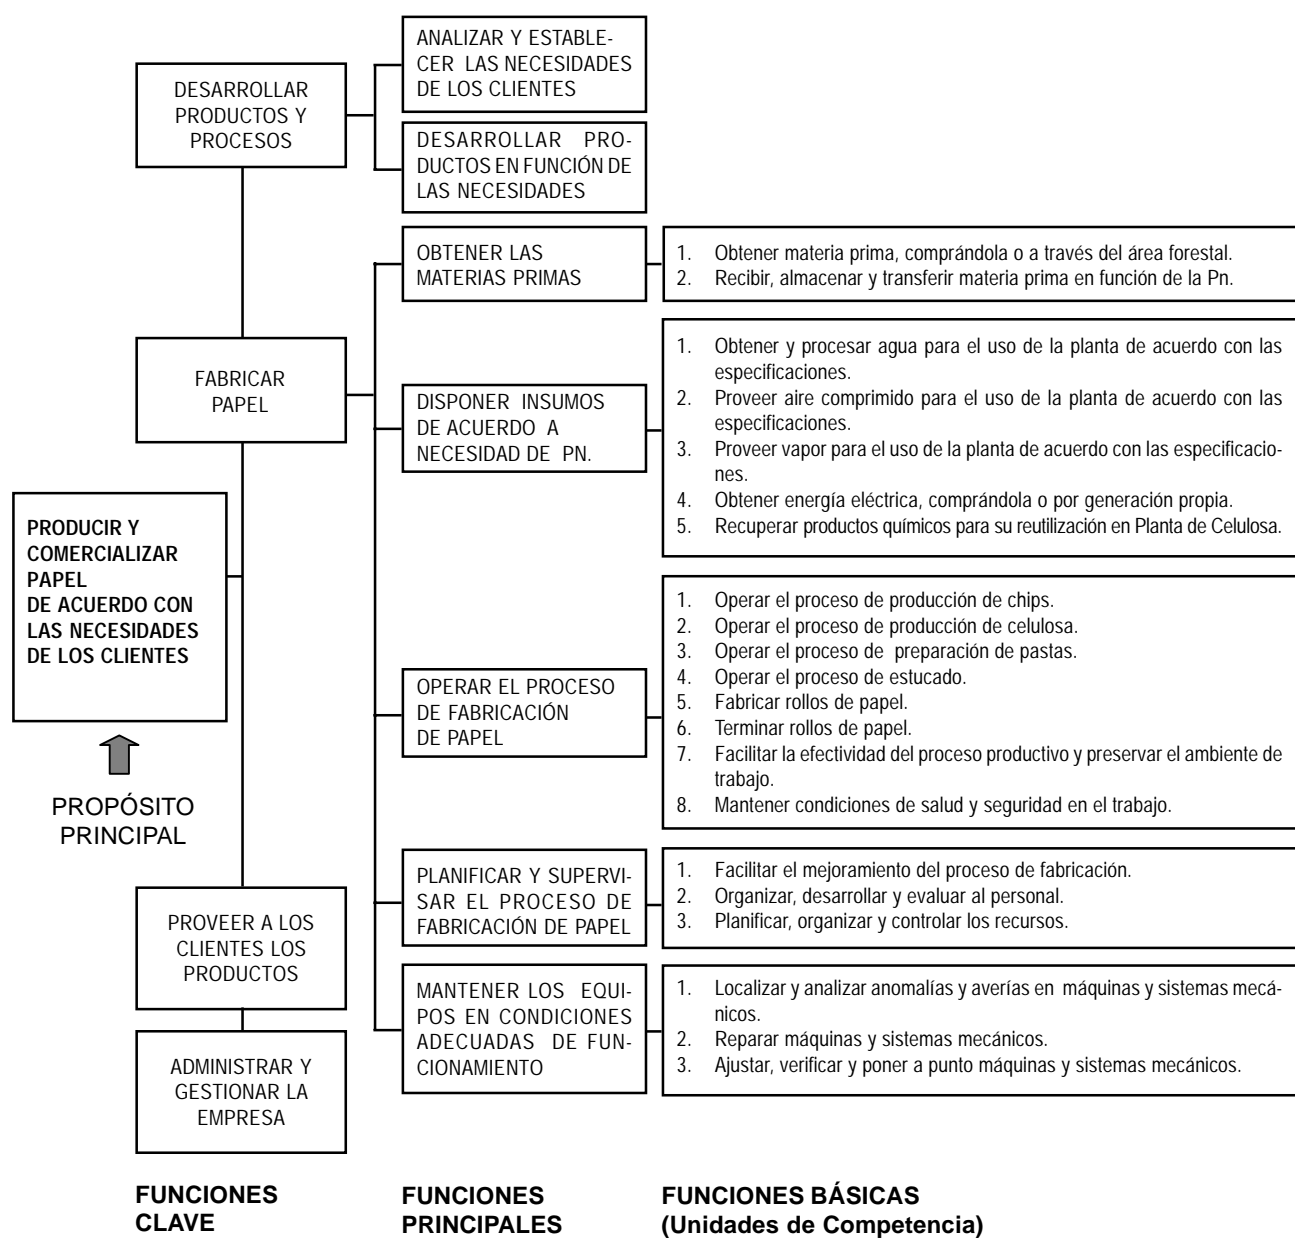 ANALIZAR Y ESTABLE-
CER LAS NECESIDADES
DE LOS CLIENTES
DESARROLLAR
PRODUCTOS Y
PROCESOS
DESARROLLAR PRO-
DUCTOS EN FUNCIÓN DE
LAS NECESIDADES
OBTENER LAS
MATERIAS PRIMAS
1. Obtener materia prima, comprándola o a través del área forestal.
2. Recibir, almacenar y transferir materia prima en función de la Pn.
FABRICAR
PAPEL
DISPONER INSUMOS
DE ACUERDO A
NECESIDAD DE PN.
1. Obtener y procesar agua para el uso de la planta de acuerdo con las
especificaciones.
2. Proveer aire comprimido para el uso de la planta de acuerdo con las
especificaciones.
3. Proveer vapor para el uso de la planta de acuerdo con las especificacio-
nes.
4. Obtener energía eléctrica, comprándola o por generación propia.
5. Recuperar productos químicos para su reutilización en Planta de Celulosa.
PRODUCIR Y
COMERCIALIZAR
PAPEL
DE ACUERDO CON
LAS NECESIDADES
DE LOS CLIENTES
PROPÓSITO
PRINCIPAL
OPERAR EL PROCESO
DE FABRICACIÓN
DE PAPEL
1. Operar el proceso de producción de chips.
2. Operar el proceso de producción de celulosa.
3. Operar el proceso de preparación de pastas.
4. Operar el proceso de estucado.
5. Fabricar rollos de papel.
6. Terminar rollos de papel.
7. Facilitar la efectividad del proceso productivo y preservar el ambiente de
trabajo.
8. Mantener condiciones de salud y seguridad en el trabajo.
PLANIFICAR Y SUPERVI-
SAR EL PROCESO DE
FABRICACIÓN DE PAPEL
1. Facilitar el mejoramiento del proceso de fabricación.
2. Organizar, desarrollar y evaluar al personal.
3. Planificar, organizar y controlar los recursos.
PROVEER A LOS
CLIENTES LOS
PRODUCTOS
MANTENER LOS EQUI-
POS EN CONDICIONES
ADECUADAS DE FUN-
CIONAMIENTO
1. Localizar y analizar anomalías y averías en máquinas y sistemas mecá-
nicos.
2. Reparar máquinas y sistemas mecánicos.
3. Ajustar, verificar y poner a punto máquinas y sistemas mecánicos.
ADMINISTRAR Y
GESTIONAR LA
EMPRESA
FUNCIONES
CLAVE
FUNCIONES
PRINCIPALES
FUNCIONES BÁSICAS
(Unidades de Competencia)